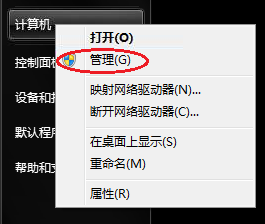 计算机
打开(O)
管理(G)
控制面板
映射网络驱动器(N)...
设备和
断开网络驱动器(C)...
默认程序
在桌面上显示(S)
帮助和
重命名(M)
属性(R)